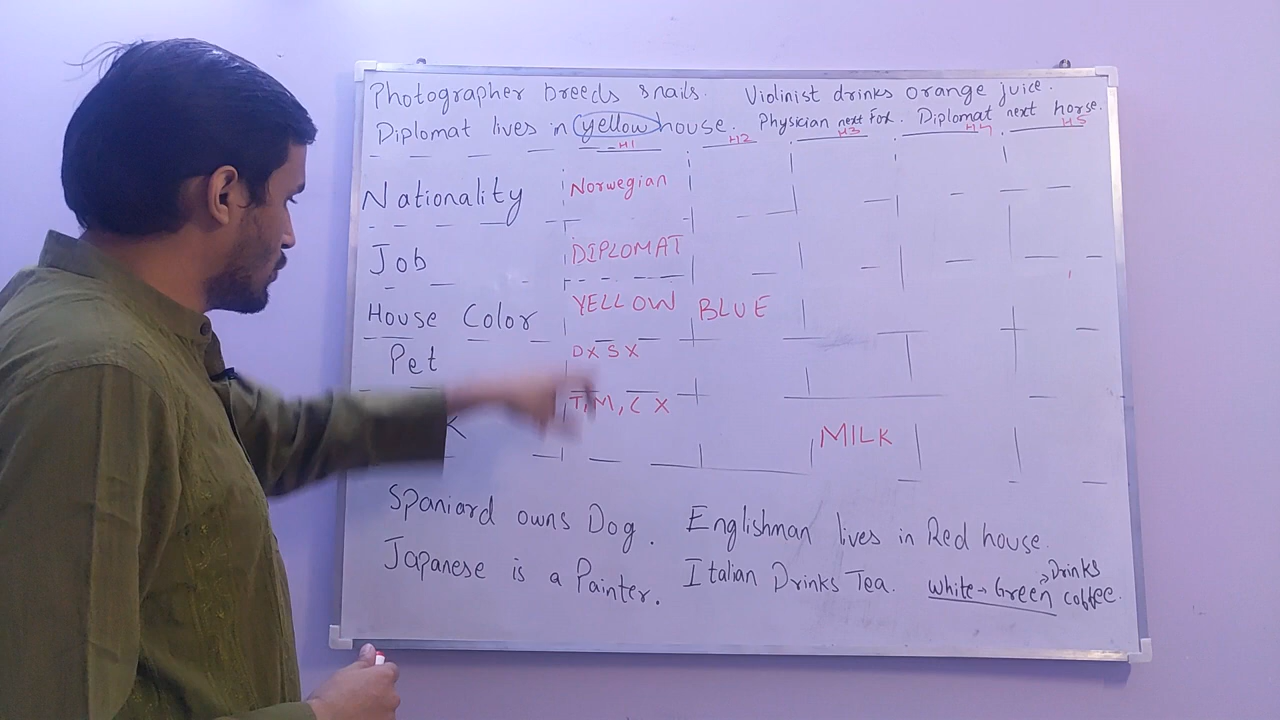 Photographer breeds snails. Violinist drinks orange juice.
Diplomat lives in yellow house. Physician next Fox. Diplomat next horse.
H1 H2 H3 H4 H5
Nationality Norwegian
Job DIPLOMAT
House Color YELLOW BLUE
Pet DX SX
T, M, C X
K MILK
Spaniard owns Dog. Englishman lives in Red house.
Japanese is a Painter. Italian Drinks Tea. White → Green → Drinks coffee.